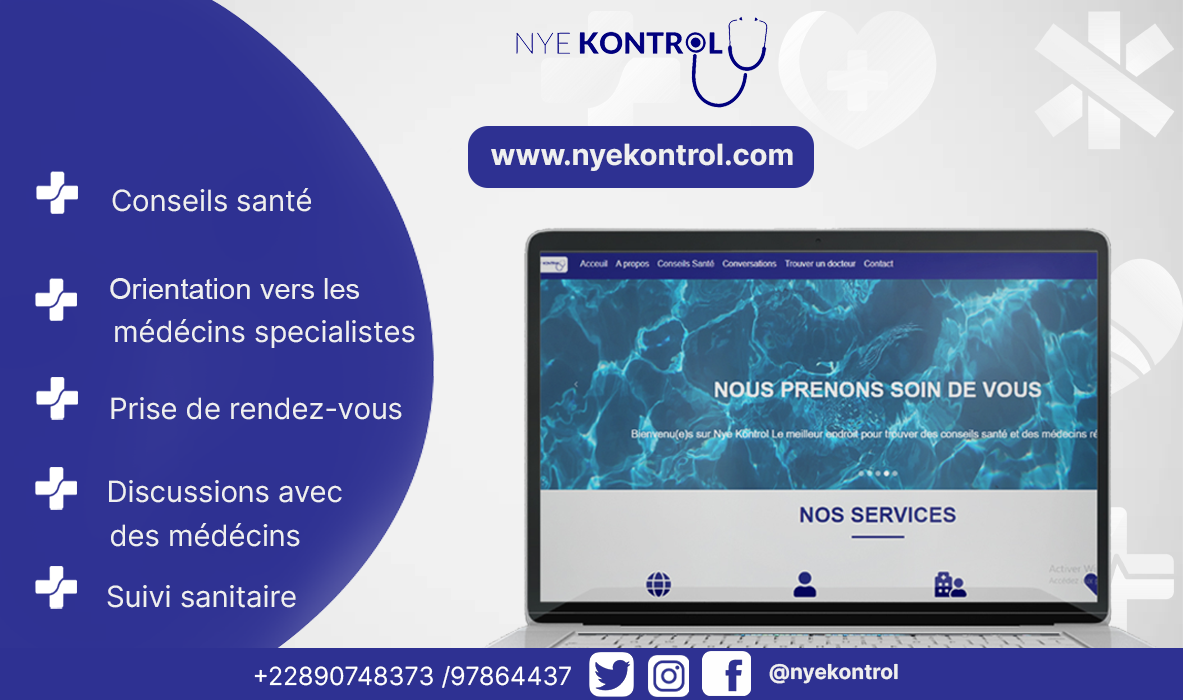 NYE KONTROL
www.nyekontrol.com
Conseils santé
Orientation vers les
médécins specialistes
Prise de rendez-vous
Discussions avec
des médécins
Suivi sanitaire
Acceuil A propos Conseils Santé Conversations Trouver un docteur Contact
NOUS PRENONS SOIN DE VOUS
Bienvenu(e)s sur Nye Kontrol Le meilleur endroit pour trouver des conseils santé et des médecins ré
NOS SERVICES
Activer W
+22890748373 /97864437
@nyekontrol